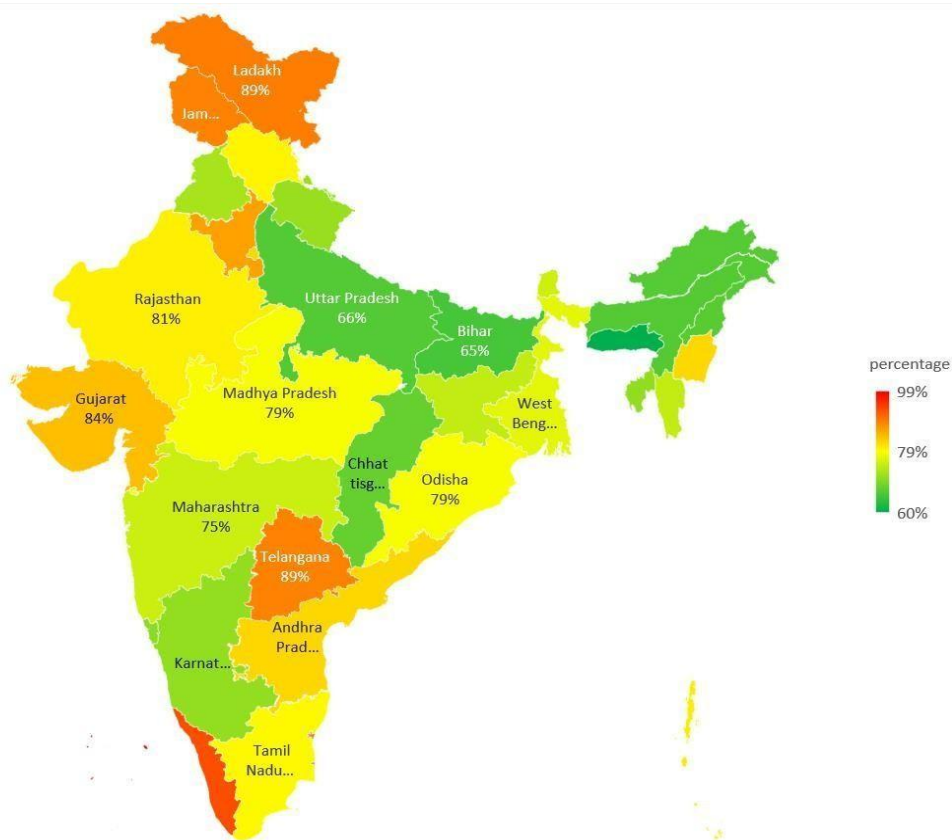 Ladakh
89%
Jam...
Rajasthan
81%
Uttar Pradesh
66%
Bihar
65%
Gujarat
84%
Madhya Pradesh
79%
West
Beng...
Chhat
tisg...
Odisha
79%
Maharashtra
75%
Telangana
89%
Andhra
Prad...
Karnat...
Tamil
Nadu...
percentage
99%
79%
60%